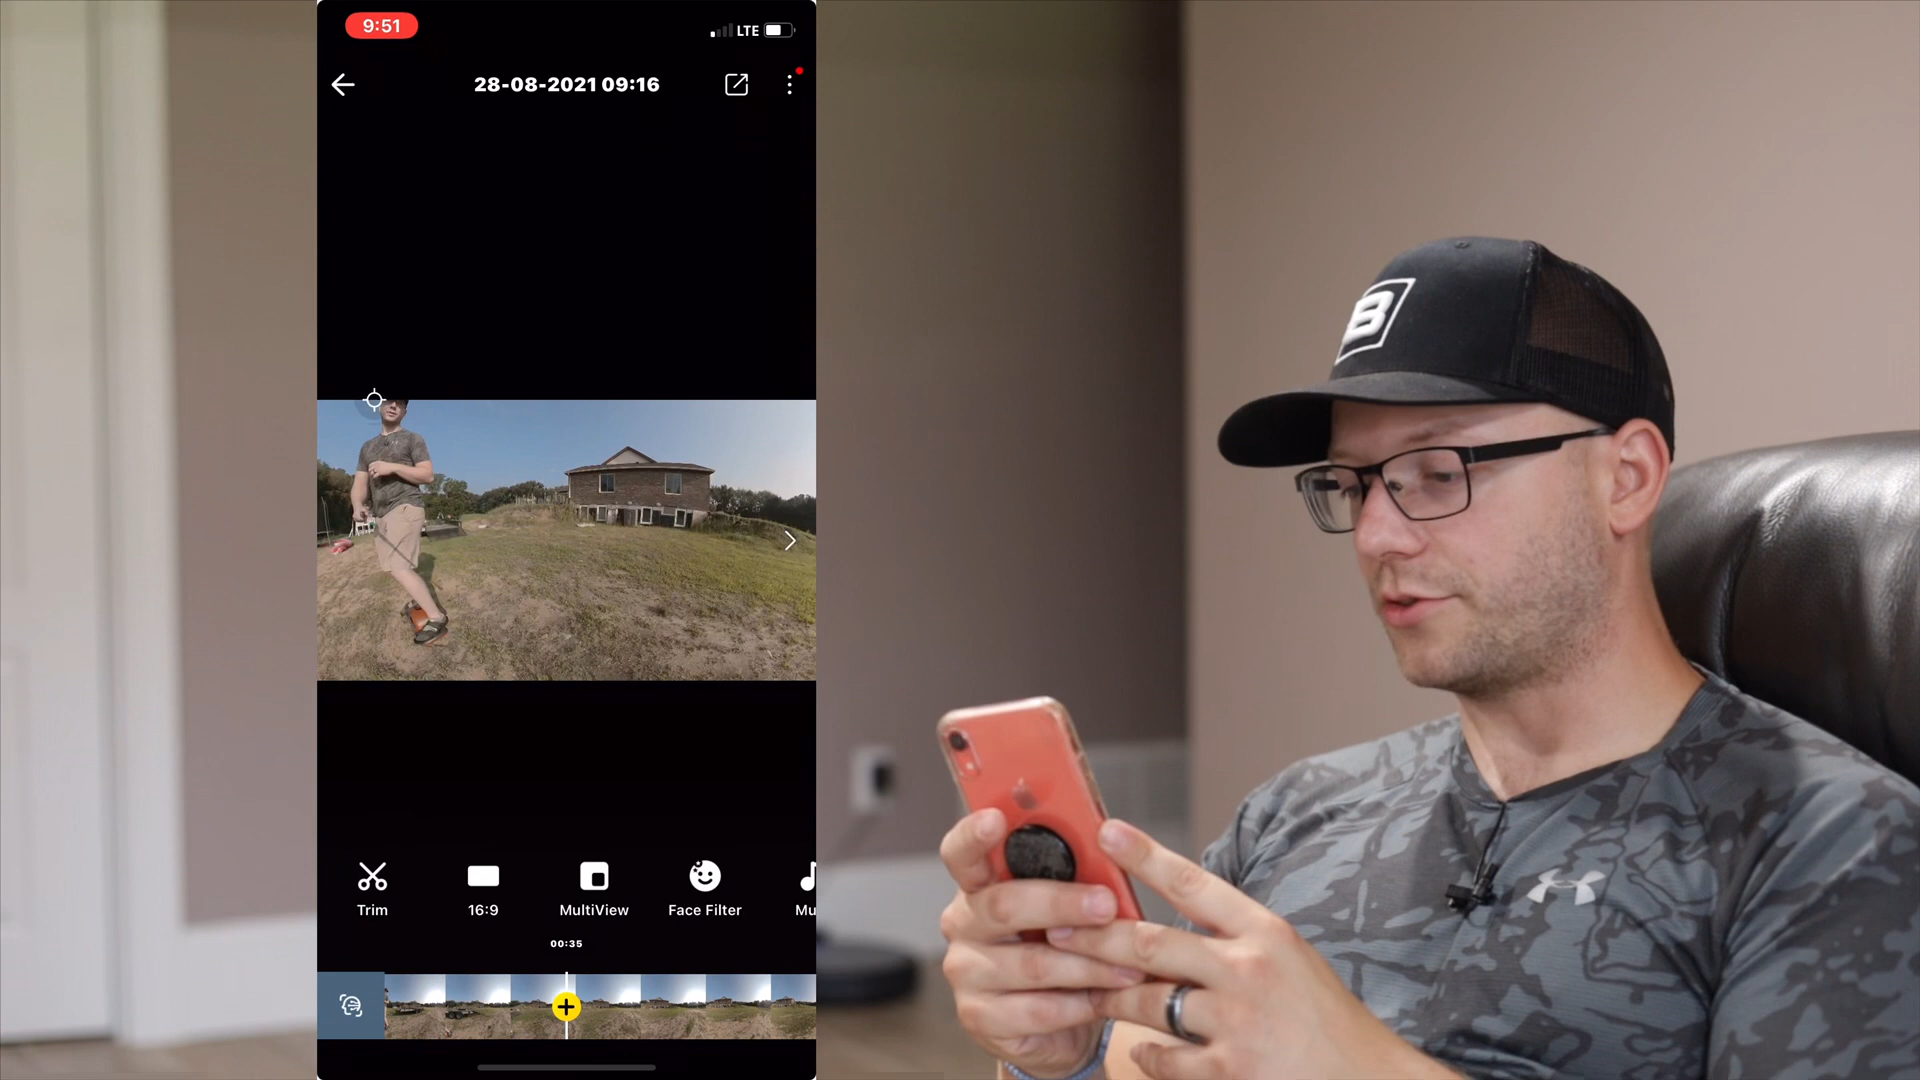 9:51
LTE
28-08-2021 09:16
Trim
16:9
MultiView
Face Filter
Mu
00:35
B